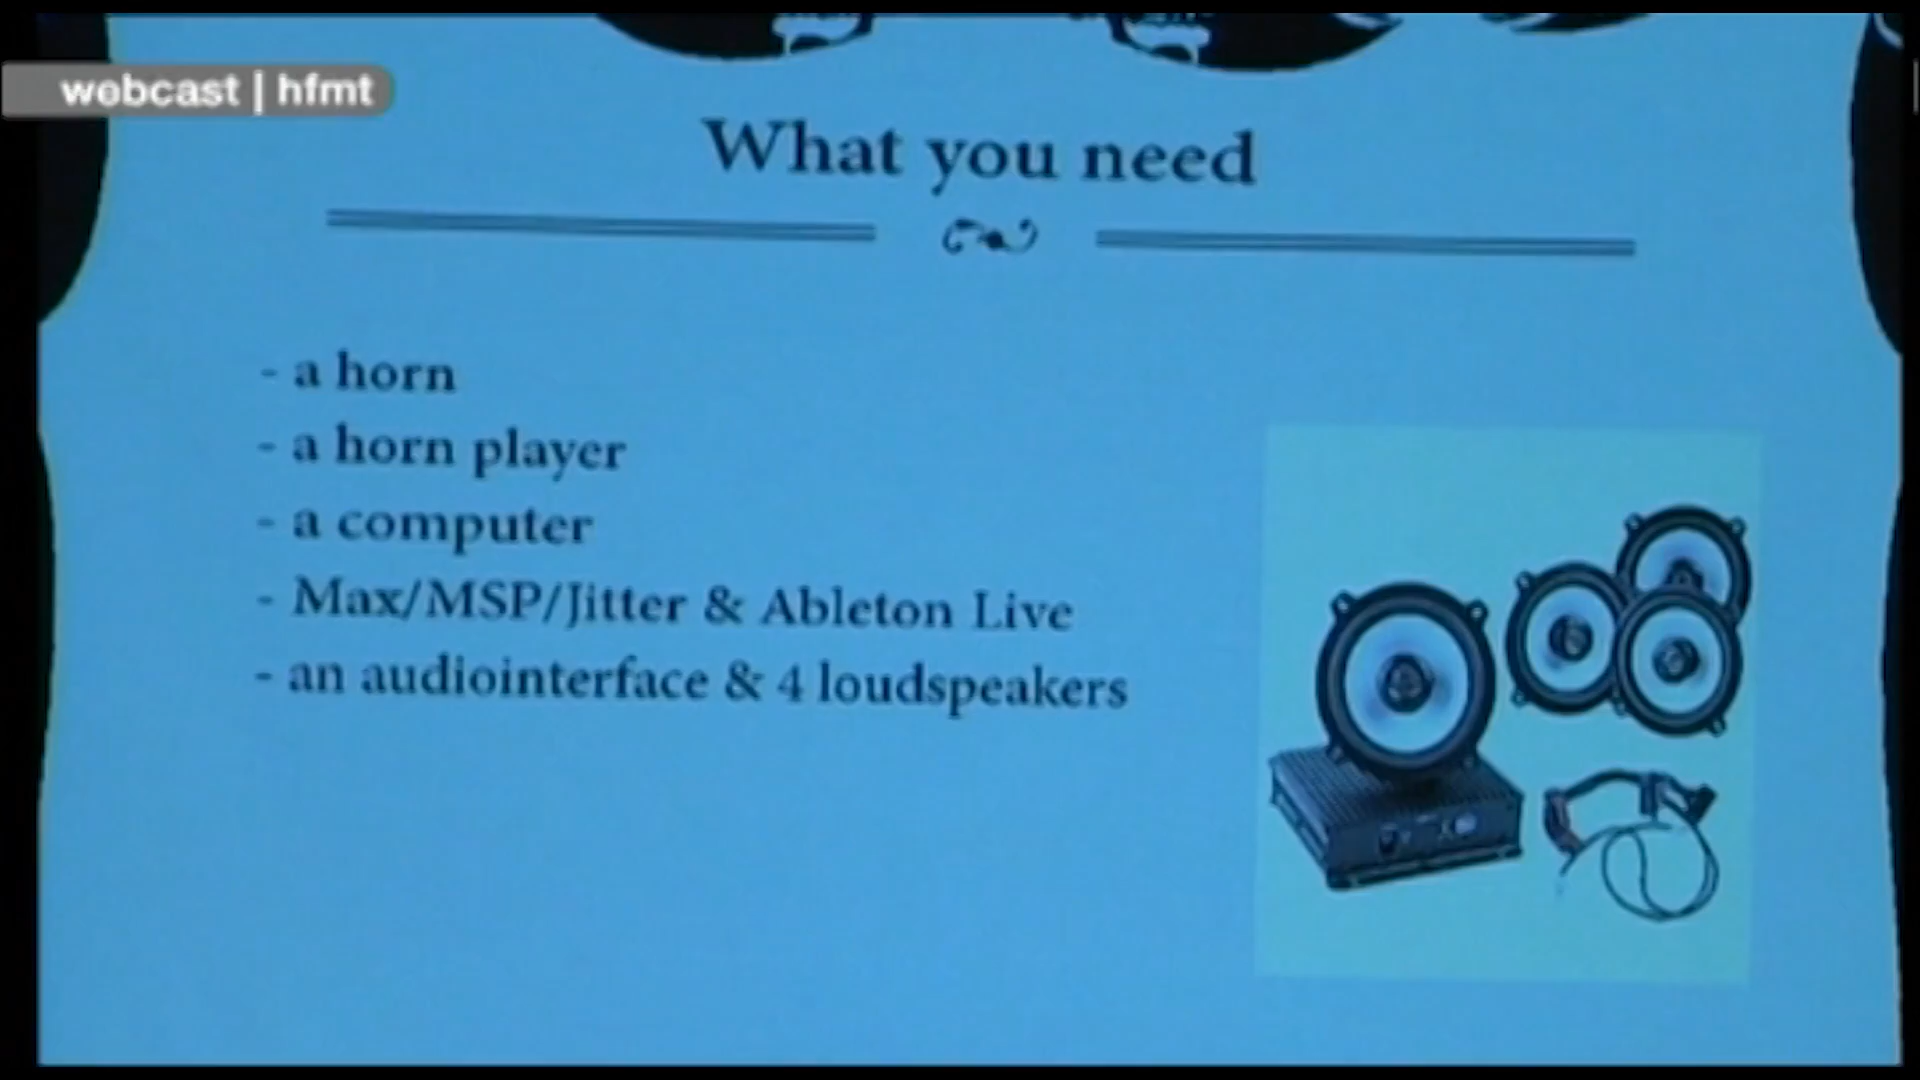 webcast | hfmt
What you need
- a horn
- a horn player
- a computer
- Max/MSP/Jitter & Ableton Live
- an audiointerface & 4 loudspeakers